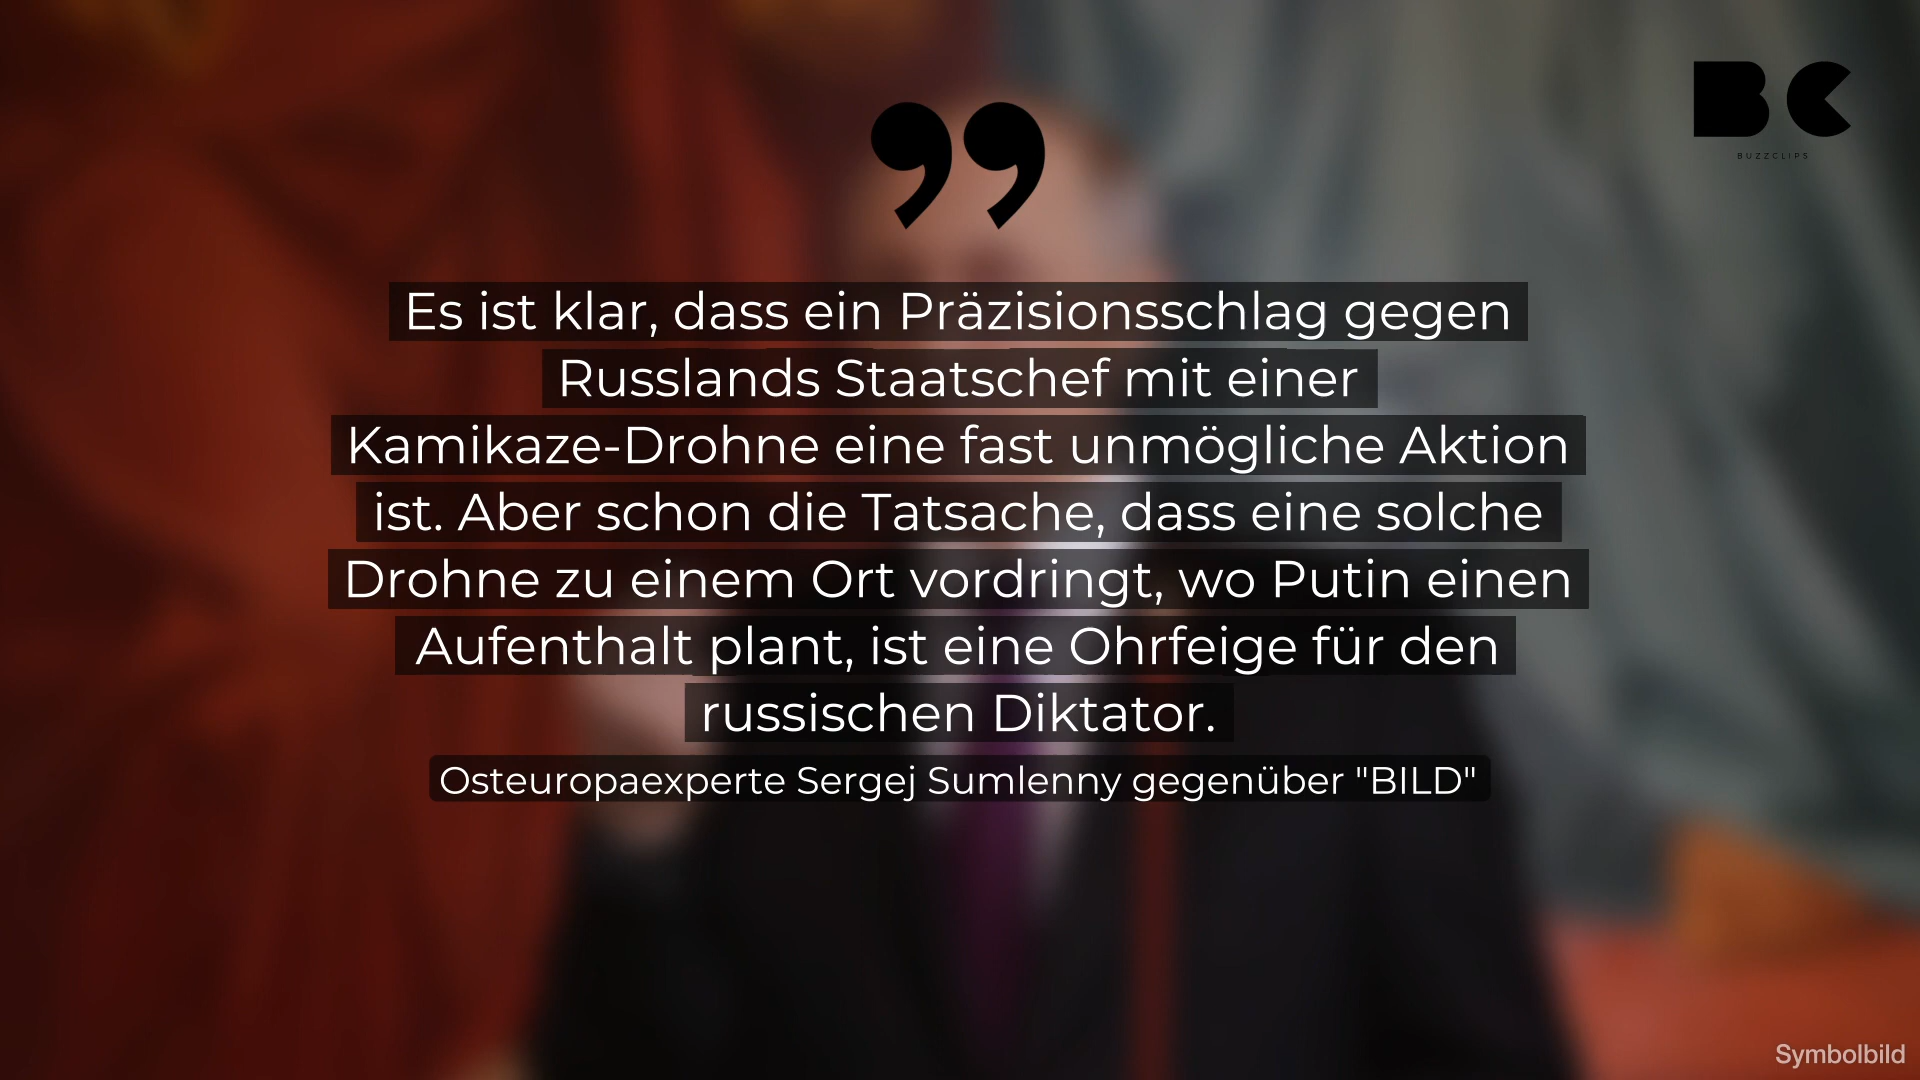 BC
BUZZCLIPS
”
Es ist klar, dass ein Präzisionsschlag gegen
Russlands Staatschef mit einer
Kamikaze-Drohne eine fast unmögliche Aktion
ist. Aber schon die Tatsache, dass eine solche
Drohne zu einem Ort vordringt, wo Putin einen
Aufenthalt plant, ist eine Ohrfeige für den
russischen Diktator.
Osteuropaexperte Sergej Sumlenny gegenüber "BILD"
Symbolbild